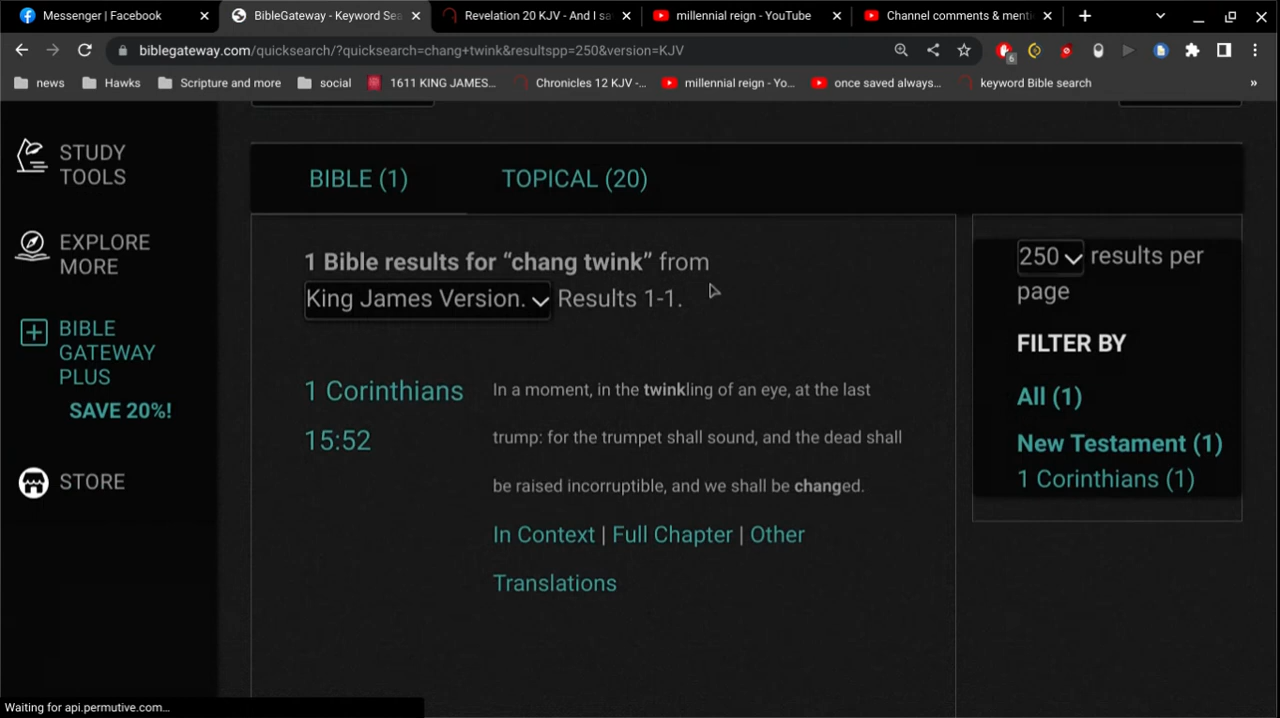 Messenger | Facebook
BibleGateway - Keyword Sea
Revelation 20 KJV - And I sa
millennial reign - YouTube
Channel comments & menti
biblegateway.com/quicksearch/?quicksearch=chang+twink&resultspp=250&version=KJV
6
news
Hawks
Scripture and more
social
1611 KING JAMES...
Chronicles 12 KJV -...
millennial reign - Yo...
once saved always...
keyword Bible search
»
STUDY
TOOLS
EXPLORE
MORE
BIBLE
GATEWAY
PLUS
SAVE 20%!
STORE
BIBLE (1)
TOPICAL (20)
1 Bible results for “chang twink” from
King James Version. Results 1-1.
1 Corinthians
15:52
In a moment, in the twinkling of an eye, at the last
trump: for the trumpet shall sound, and the dead shall
be raised incorruptible, and we shall be changed.
In Context | Full Chapter | Other
Translations
250 results per
page
FILTER BY
All (1)
New Testament (1)
1 Corinthians (1)
Waiting for api.permutive.com...